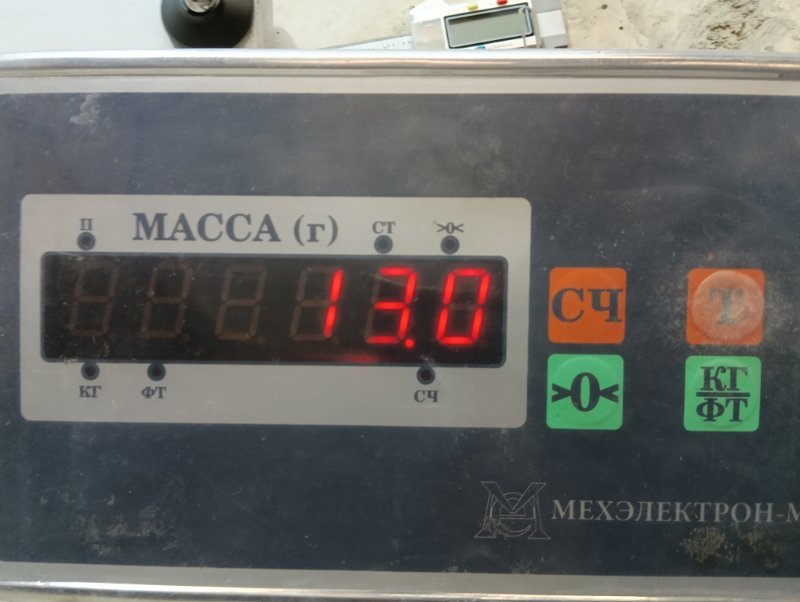 П МАССА (г) СТ >0<
13.0
КГ ФТ СЧ
СЧ Т
>0< КГ
ФТ
МЕХЭЛЕКТРОН-М